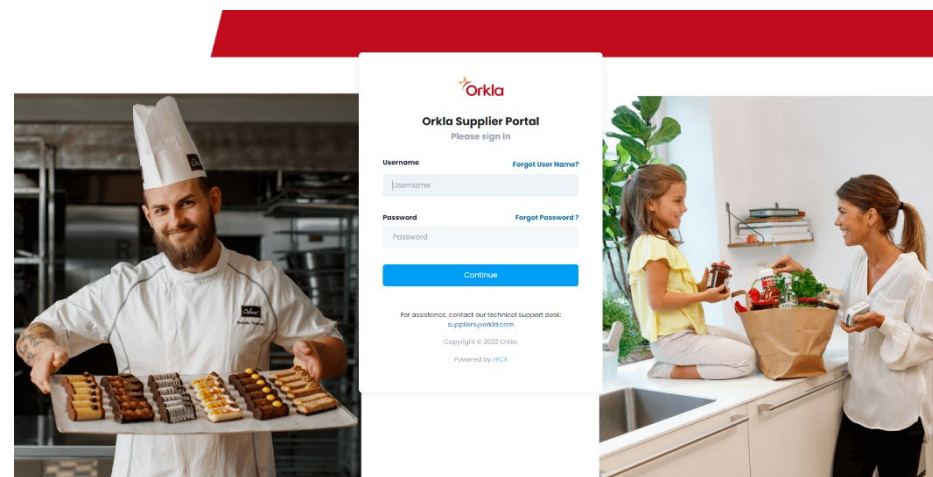 Orkla
Orkla Supplier Portal
Please sign in
Username
Forgot User Name?
Username
Password
Forgot Password ?
Password
Continue
For assistance, contact our technical support desk:
suppliers@orkla.com
Copyright © 2022 Orkla.
Powered by HICX